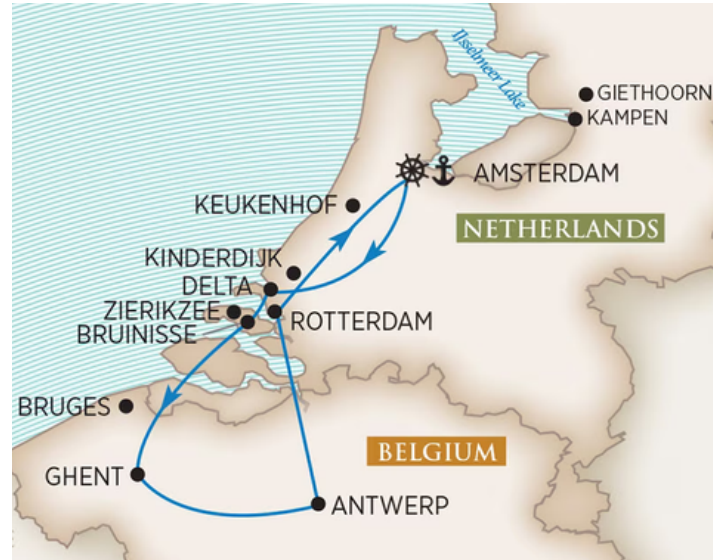 IJsselmeer Lake
GIETHOORN
KAMPEN
AMSTERDAM
KEUKENHOF
NETHERLANDS
KINDERDIJK
DELTA
ZIERIKZEE
ROTTERDAM
BRUINISSE
BRUGES
BELGIUM
GHENT
ANTWERP